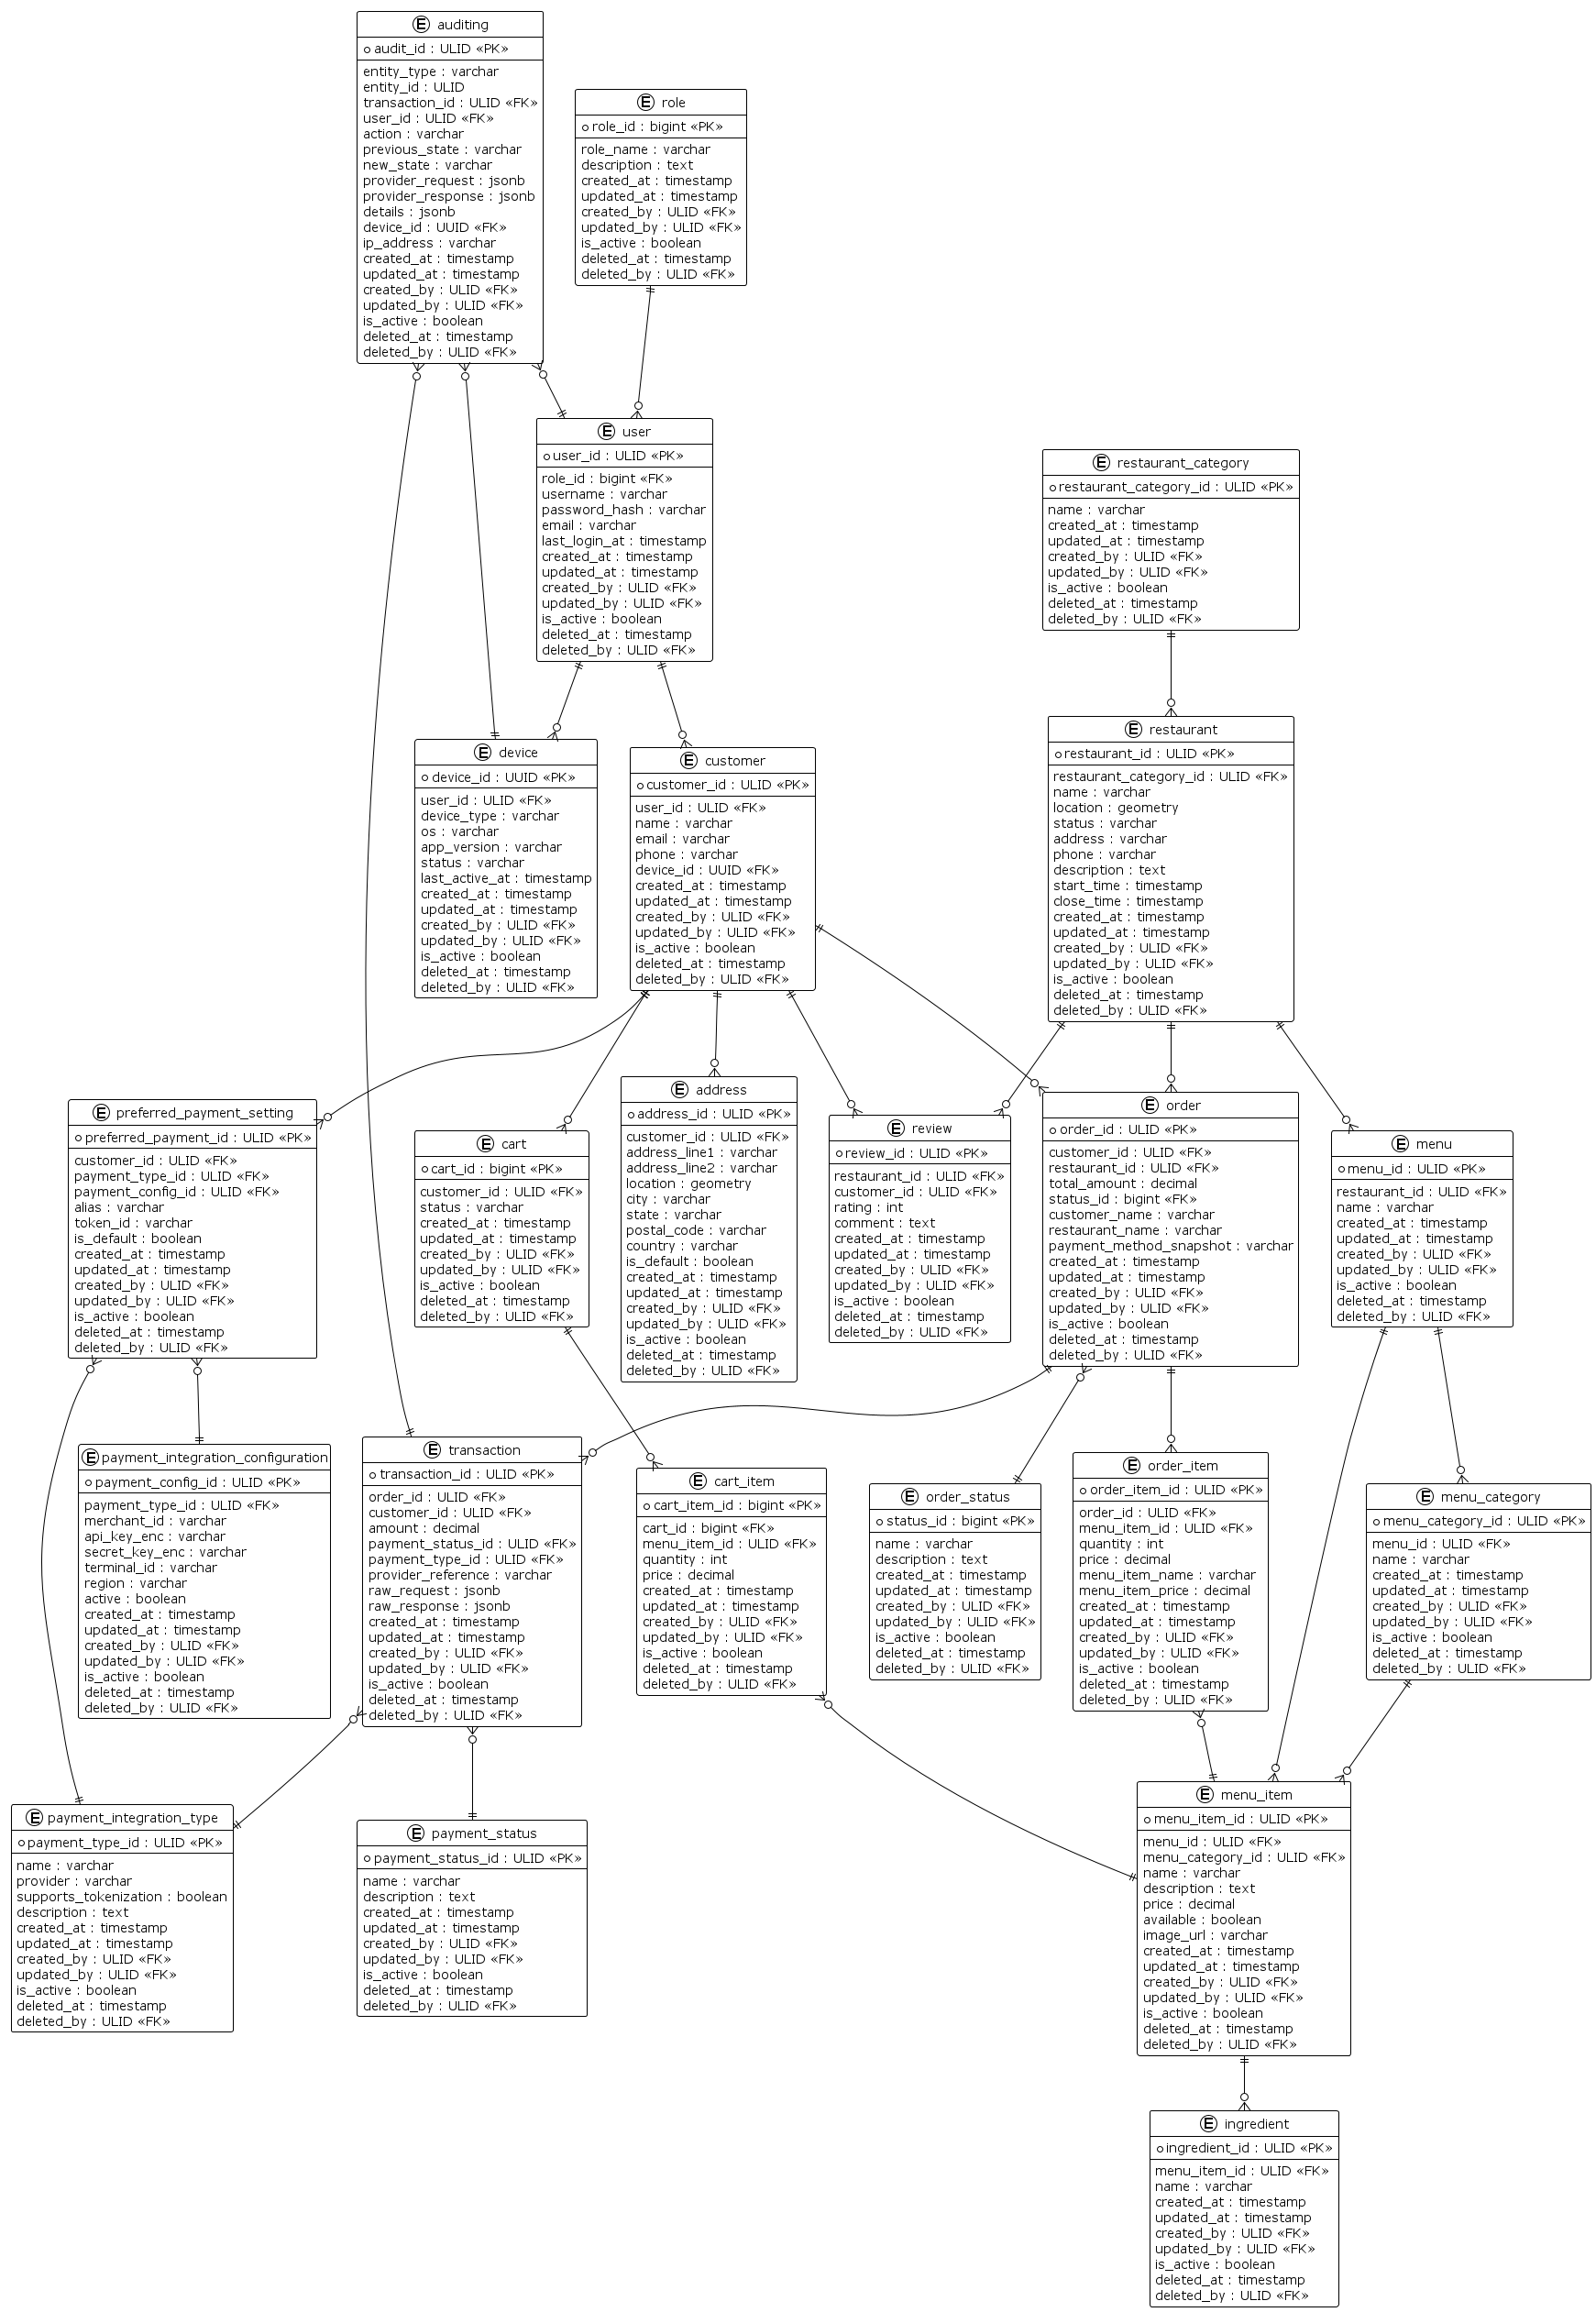 E auditing
audit_id : ULID «PK»
entity_type : varchar
entity_id : ULID
transaction_id : ULID «FK»
user_id : ULID «FK»
action : varchar
previous_state : varchar
new_state : varchar
provider_request : jsonb
provider_response : jsonb
details : jsonb
device_id : UUID «FK»
ip_address : varchar
created_at : timestamp
updated_at : timestamp
created_by : ULID «FK»
updated_by : ULID «FK»
is_active : boolean
deleted_at : timestamp
deleted_by : ULID «FK»
E role
role_id : bigint «PK»
role_name : varchar
description : text
created_at : timestamp
updated_at : timestamp
created_by : ULID «FK»
updated_by : ULID «FK»
is_active : boolean
deleted_at : timestamp
deleted_by : ULID «FK»
E user
user_id : ULID «PK»
role_id : bigint «FK»
username : varchar
password_hash : varchar
email : varchar
last_login_at : timestamp
created_at : timestamp
updated_at : timestamp
created_by : ULID «FK»
updated_by : ULID «FK»
is_active : boolean
deleted_at : timestamp
deleted_by : ULID «FK»
E restaurant_category
restaurant_category_id : ULID «PK»
name : varchar
created_at : timestamp
updated_at : timestamp
created_by : ULID «FK»
updated_by : ULID «FK»
is_active : boolean
deleted_at : timestamp
deleted_by : ULID «FK»
E device
device_id : UUID «PK»
user_id : ULID «FK»
device_type : varchar
os : varchar
app_version : varchar
status : varchar
last_active_at : timestamp
created_at : timestamp
updated_at : timestamp
created_by : ULID «FK»
updated_by : ULID «FK»
is_active : boolean
deleted_at : timestamp
deleted_by : ULID «FK»
E customer
customer_id : ULID «PK»
user_id : ULID «FK»
name : varchar
email : varchar
phone : varchar
device_id : UUID «FK»
created_at : timestamp
updated_at : timestamp
created_by : ULID «FK»
updated_by : ULID «FK»
is_active : boolean
deleted_at : timestamp
deleted_by : ULID «FK»
E restaurant
restaurant_id : ULID «PK»
restaurant_category_id : ULID «FK»
name : varchar
location : geometry
status : varchar
address : varchar
phone : varchar
description : text
start_time : timestamp
close_time : timestamp
created_at : timestamp
updated_at : timestamp
created_by : ULID «FK»
updated_by : ULID «FK»
is_active : boolean
deleted_at : timestamp
deleted_by : ULID «FK»
E preferred_payment_setting
preferred_payment_id : ULID «PK»
customer_id : ULID «FK»
payment_type_id : ULID «FK»
payment_config_id : ULID «FK»
alias : varchar
token_id : varchar
is_default : boolean
created_at : timestamp
updated_at : timestamp
created_by : ULID «FK»
updated_by : ULID «FK»
is_active : boolean
deleted_at : timestamp
deleted_by : ULID «FK»
E cart
cart_id : bigint «PK»
customer_id : ULID «FK»
status : varchar
created_at : timestamp
updated_at : timestamp
created_by : ULID «FK»
updated_by : ULID «FK»
is_active : boolean
deleted_at : timestamp
deleted_by : ULID «FK»
E address
address_id : ULID «PK»
customer_id : ULID «FK»
address_line1 : varchar
address_line2 : varchar
location : geometry
city : varchar
state : varchar
postal_code : varchar
country : varchar
is_default : boolean
created_at : timestamp
updated_at : timestamp
created_by : ULID «FK»
updated_by : ULID «FK»
is_active : boolean
deleted_at : timestamp
deleted_by : ULID «FK»
E review
review_id : ULID «PK»
restaurant_id : ULID «FK»
customer_id : ULID «FK»
rating : int
comment : text
created_at : timestamp
updated_at : timestamp
created_by : ULID «FK»
updated_by : ULID «FK»
is_active : boolean
deleted_at : timestamp
deleted_by : ULID «FK»
E order
order_id : ULID «PK»
customer_id : ULID «FK»
restaurant_id : ULID «FK»
total_amount : decimal
status_id : bigint «FK»
customer_name : varchar
restaurant_name : varchar
payment_method_snapshot : varchar
created_at : timestamp
updated_at : timestamp
created_by : ULID «FK»
updated_by : ULID «FK»
is_active : boolean
deleted_at : timestamp
deleted_by : ULID «FK»
E menu
menu_id : ULID «PK»
restaurant_id : ULID «FK»
name : varchar
created_at : timestamp
updated_at : timestamp
created_by : ULID «FK»
updated_by : ULID «FK»
is_active : boolean
deleted_at : timestamp
deleted_by : ULID «FK»
E payment_integration_configuration
payment_config_id : ULID «PK»
payment_type_id : ULID «FK»
merchant_id : varchar
api_key_enc : varchar
secret_key_enc : varchar
terminal_id : varchar
region : varchar
active : boolean
created_at : timestamp
updated_at : timestamp
created_by : ULID «FK»
updated_by : ULID «FK»
is_active : boolean
deleted_at : timestamp
deleted_by : ULID «FK»
E transaction
transaction_id : ULID «PK»
order_id : ULID «FK»
customer_id : ULID «FK»
amount : decimal
payment_status_id : ULID «FK»
payment_type_id : ULID «FK»
provider_reference : varchar
raw_request : jsonb
raw_response : jsonb
created_at : timestamp
updated_at : timestamp
created_by : ULID «FK»
updated_by : ULID «FK»
is_active : boolean
deleted_at : timestamp
deleted_by : ULID «FK»
E cart_item
cart_item_id : bigint «PK»
cart_id : bigint «FK»
menu_item_id : ULID «FK»
quantity : int
price : decimal
created_at : timestamp
updated_at : timestamp
created_by : ULID «FK»
updated_by : ULID «FK»
is_active : boolean
deleted_at : timestamp
deleted_by : ULID «FK»
E order_status
status_id : bigint «PK»
name : varchar
description : text
created_at : timestamp
updated_at : timestamp
created_by : ULID «FK»
updated_by : ULID «FK»
is_active : boolean
deleted_at : timestamp
deleted_by : ULID «FK»
E order_item
order_item_id : ULID «PK»
order_id : ULID «FK»
menu_item_id : ULID «FK»
quantity : int
price : decimal
menu_item_name : varchar
menu_item_price : decimal
created_at : timestamp
updated_at : timestamp
created_by : ULID «FK»
updated_by : ULID «FK»
is_active : boolean
deleted_at : timestamp
deleted_by : ULID «FK»
E menu_category
menu_category_id : ULID «PK»
menu_id : ULID «FK»
name : varchar
created_at : timestamp
updated_at : timestamp
created_by : ULID «FK»
updated_by : ULID «FK»
is_active : boolean
deleted_at : timestamp
deleted_by : ULID «FK»
E payment_integration_type
payment_type_id : ULID «PK»
name : varchar
provider : varchar
supports_tokenization : boolean
description : text
created_at : timestamp
updated_at : timestamp
created_by : ULID «FK»
updated_by : ULID «FK»
is_active : boolean
deleted_at : timestamp
deleted_by : ULID «FK»
E payment_status
payment_status_id : ULID «PK»
name : varchar
description : text
created_at : timestamp
updated_at : timestamp
created_by : ULID «FK»
updated_by : ULID «FK»
is_active : boolean
deleted_at : timestamp
deleted_by : ULID «FK»
E menu_item
menu_item_id : ULID «PK»
menu_id : ULID «FK»
menu_category_id : ULID «FK»
name : varchar
description : text
price : decimal
available : boolean
image_url : varchar
created_at : timestamp
updated_at : timestamp
created_by : ULID «FK»
updated_by : ULID «FK»
is_active : boolean
deleted_at : timestamp
deleted_by : ULID «FK»
E ingredient
ingredient_id : ULID «PK»
menu_item_id : ULID «FK»
name : varchar
created_at : timestamp
updated_at : timestamp
created_by : ULID «FK»
updated_by : ULID «FK»
is_active : boolean
deleted_at : timestamp
deleted_by : ULID «FK»